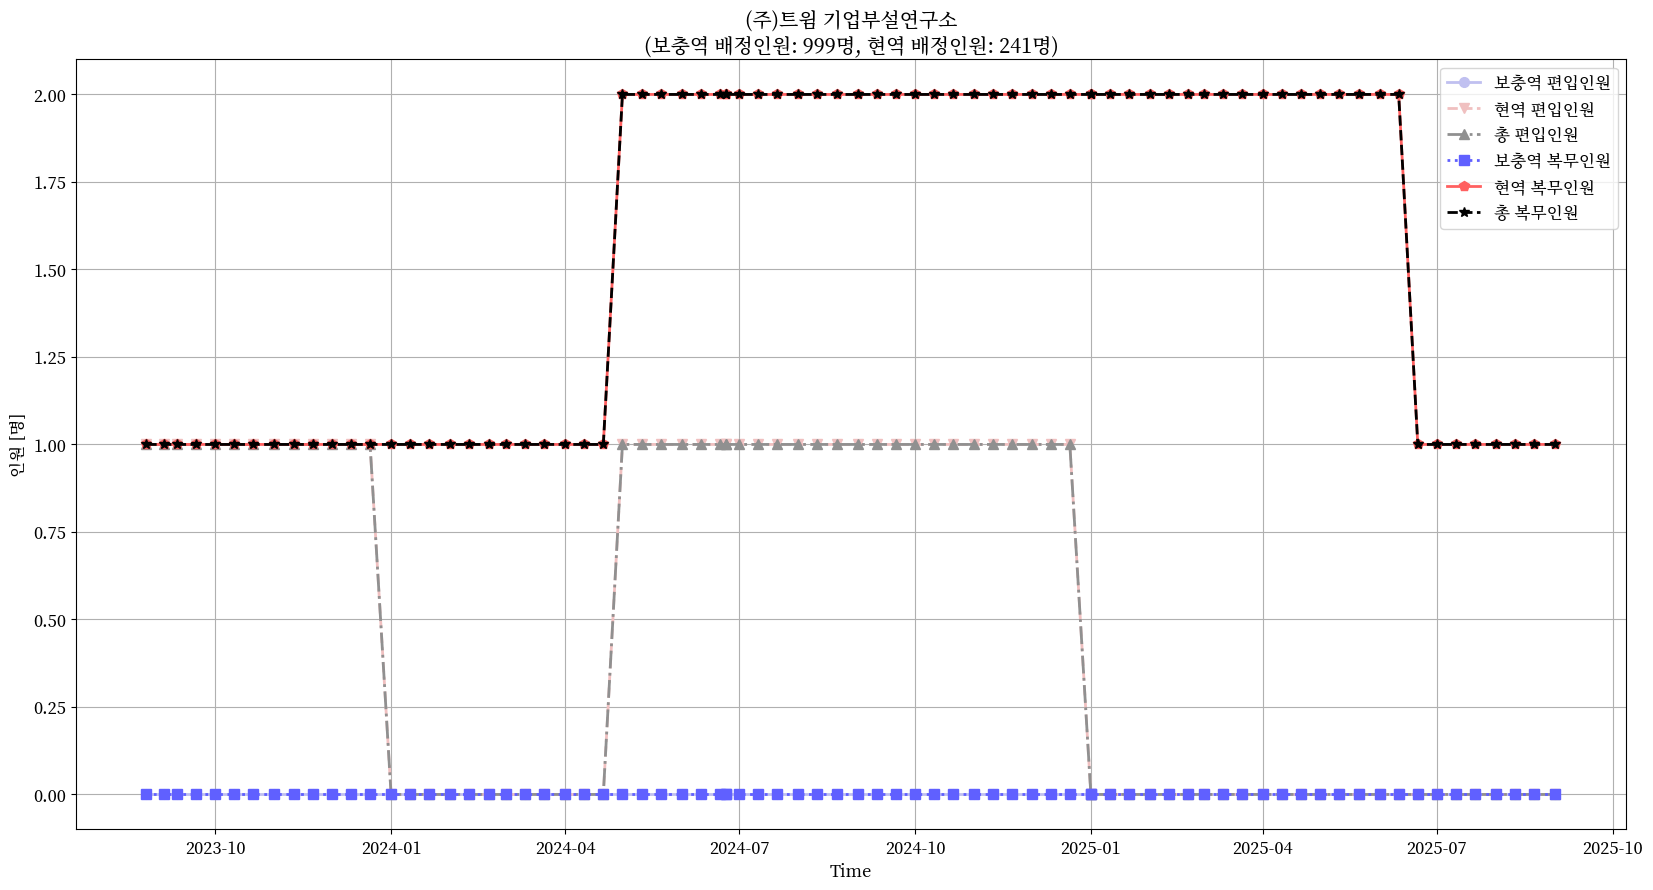 (주)트윔 기업부설연구소
(보충역 배정인원: 999명, 현역 배정인원: 241명)
보충역 편입인원
현역 편입인원
총 편입인원
보충역 복무인원
현역 복무인원
총 복무인원
2.00
1.75
1.50
1.25
1.00
0.75
0.50
0.25
0.00
인원 [명]
2023-10
2024-01
2024-04
2024-07
2024-10
2025-01
2025-04
2025-07
2025-10
Time